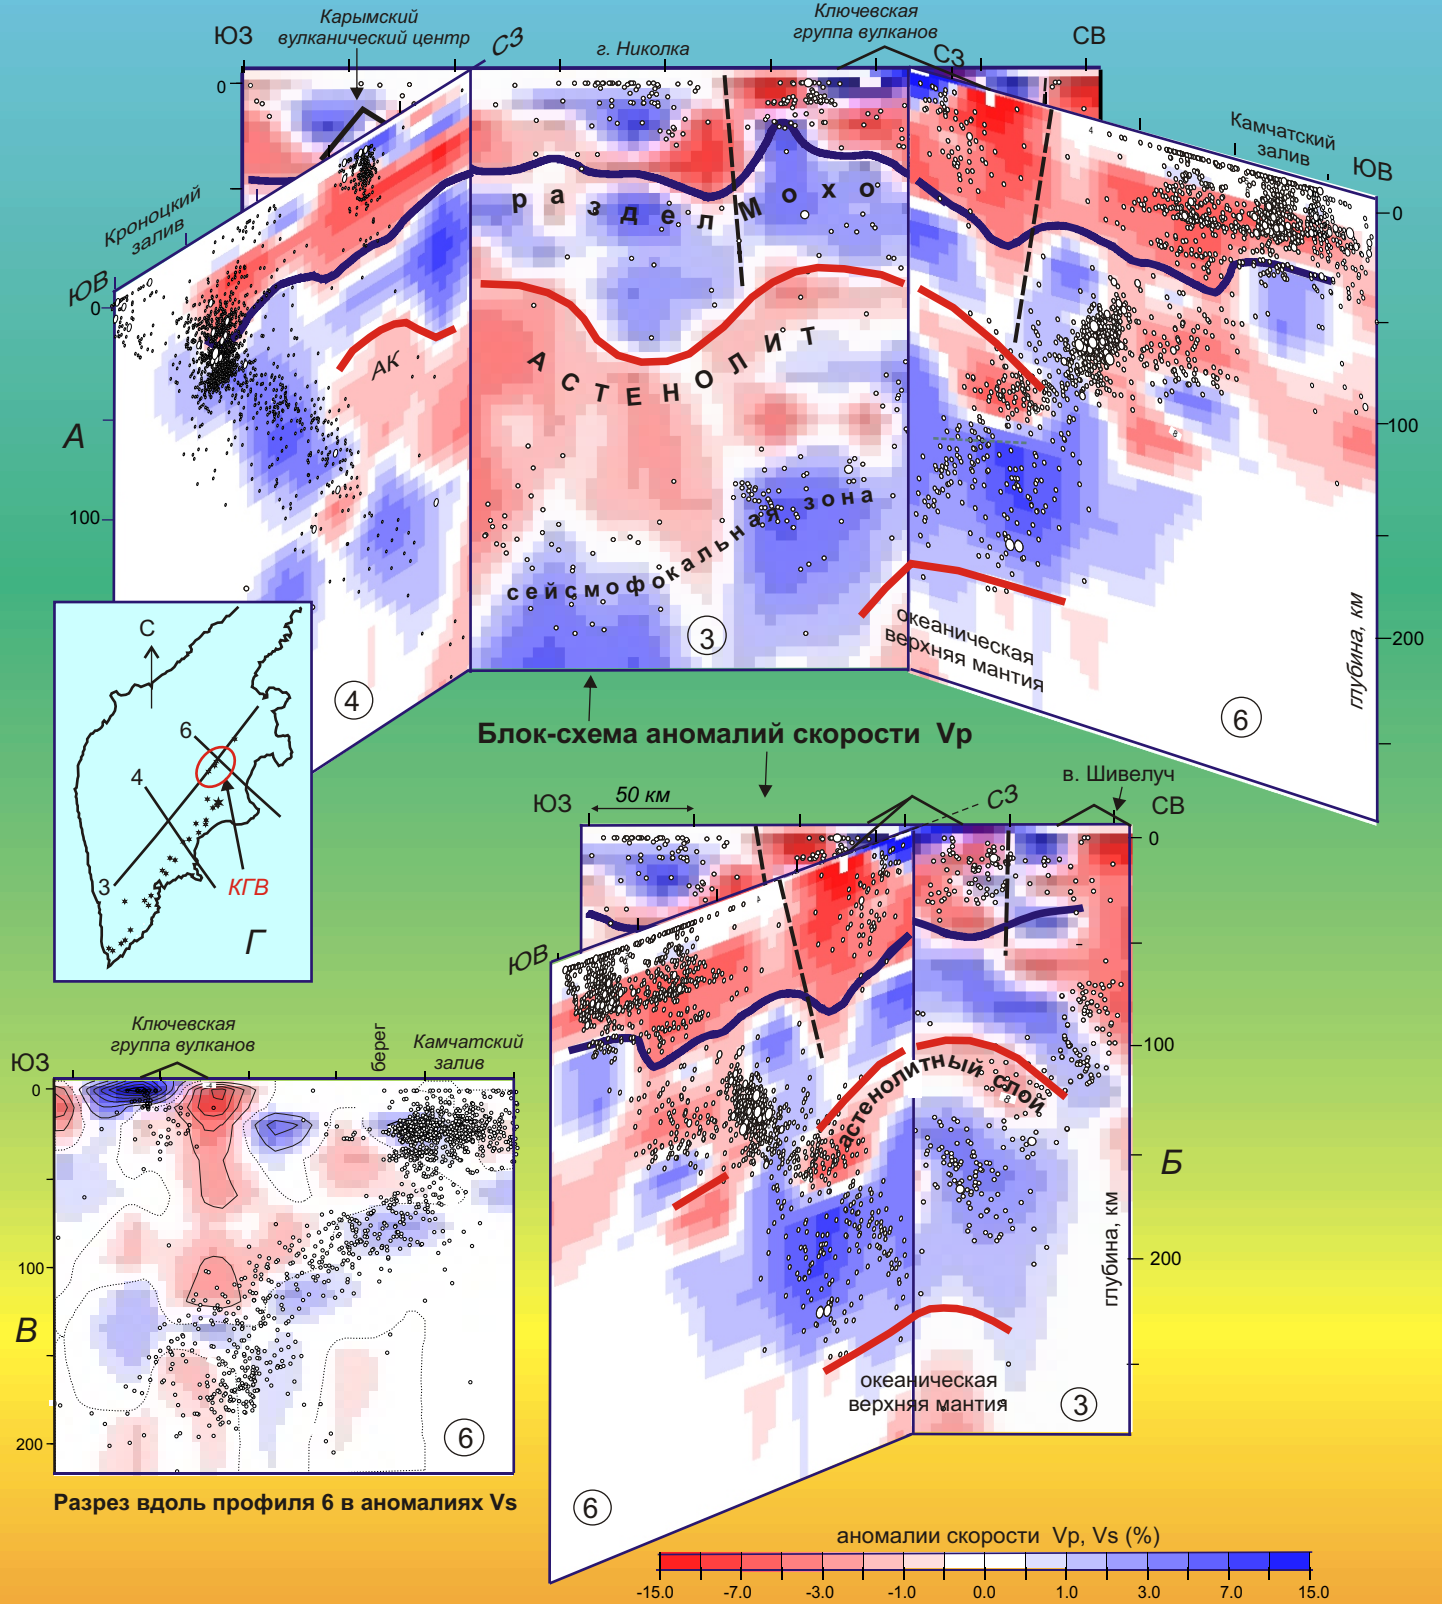 ЮЗ
Карымский
вулканический центр
СЗ
г. Николка
Ключевская
группа вулканов
СЗ
СВ
Камчатский
залив
ЮВ
Кроноцкий
залив
ЮВ
0
0
0
100
100
200
А
АК
раздел Мохо
АСТЕНОЛИТ
сейсмофокальная зона
океаническая
верхняя мантия
глубина, км
4
3
6
Блок-схема аномалий скорости Vp
С
6
4
3
КГВ
Г
ЮЗ
50 км
СЗ
в. Шивелуч
СВ
ЮВ
0
100
200
астенолитный слой
Б
глубина, км
океаническая
верхняя мантия
3
6
Ключевская
группа вулканов
ЮЗ
берег
Камчатский
залив
0
100
200
В
6
Разрез вдоль профиля 6 в аномалиях Vs
аномалии скорости Vp, Vs (%)
-15.0 -7.0 -3.0 -1.0 0.0 1.0 3.0 7.0 15.0